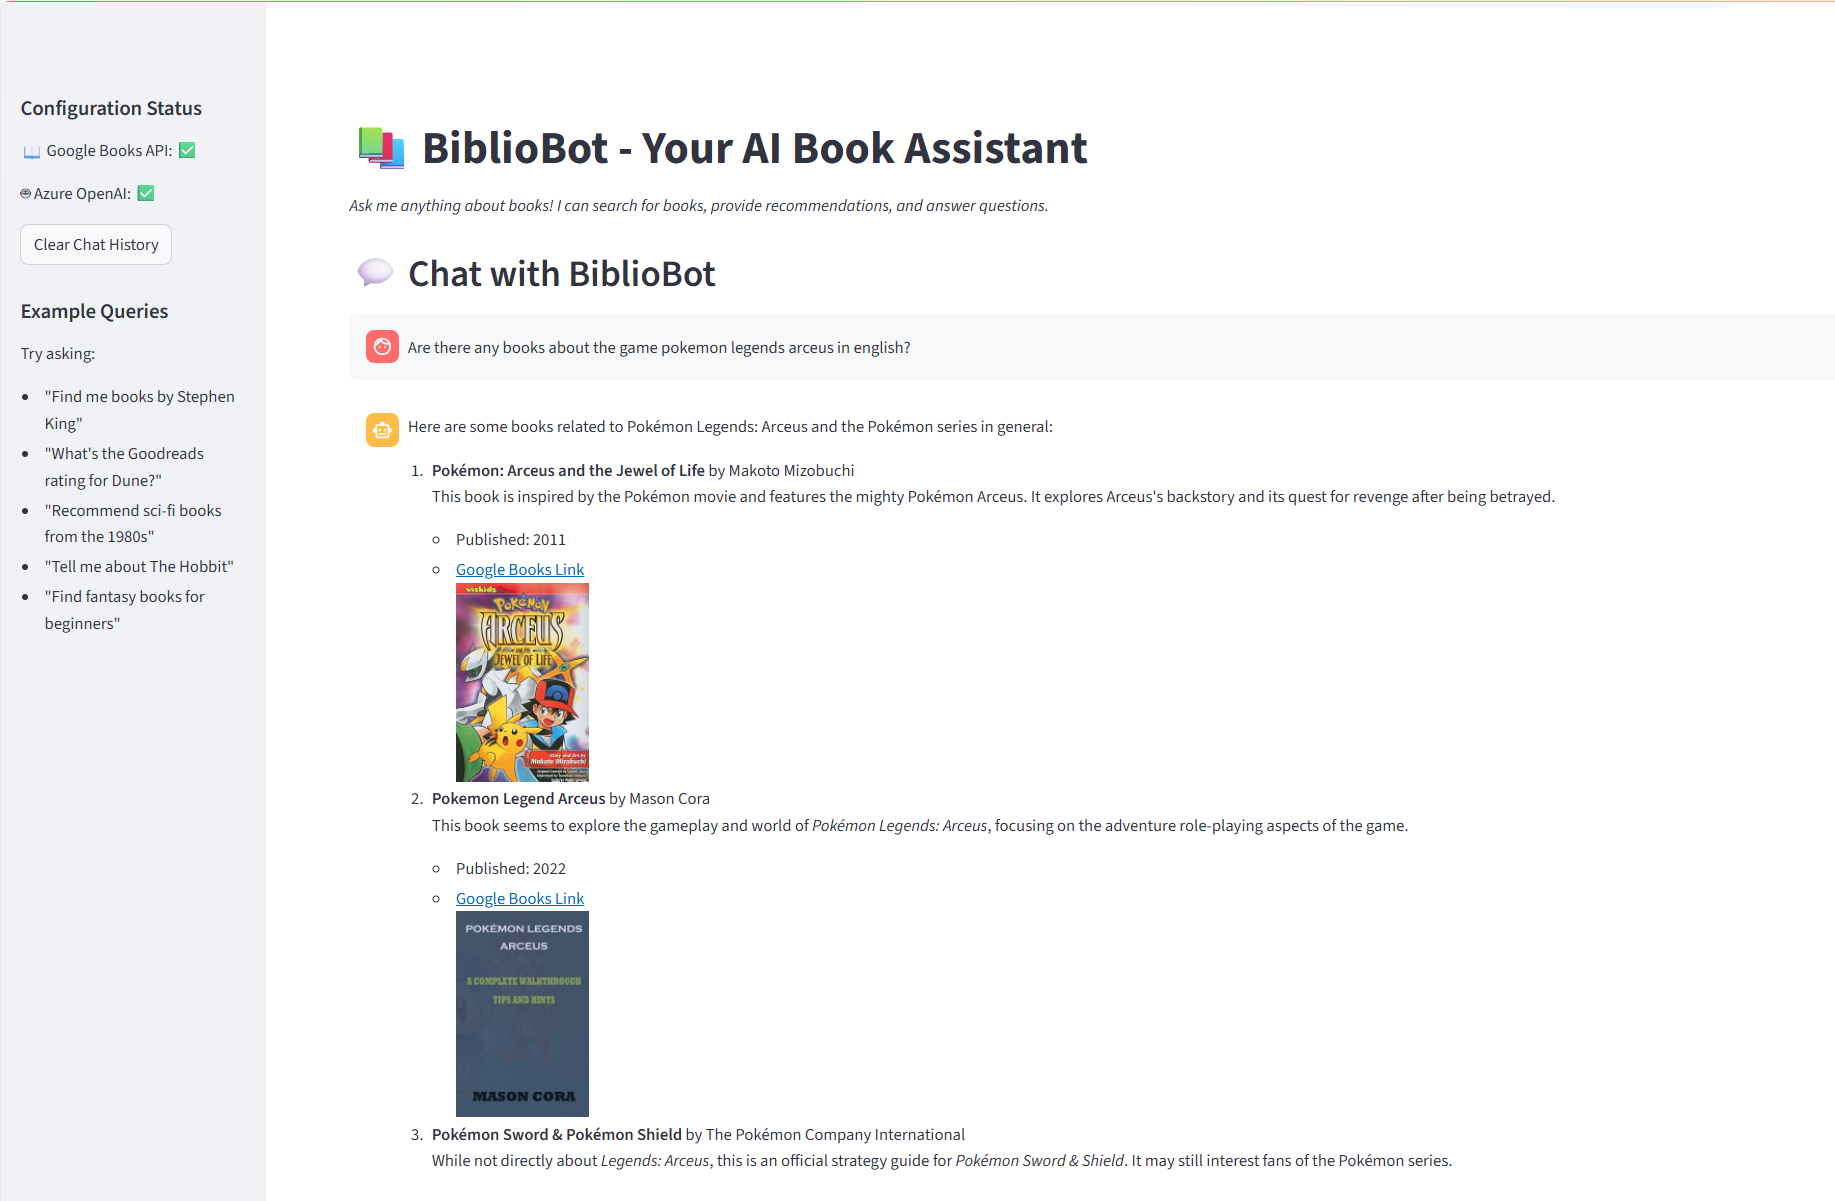 Configuration Status
Google Books API:
Azure OpenAI:
Clear Chat History
Example Queries
Try asking:
"Find me books by Stephen
King"
"What's the Goodreads
rating for Dune?"
"Recommend sci-fi books
from the 1980s"
"Tell me about The Hobbit"
"Find fantasy books for
beginners"
BiblioBot - Your AI Book Assistant
Ask me anything about books! I can search for books, provide recommendations, and answer questions.
Chat with BiblioBot
Are there any books about the game pokemon legends arceus in english?
Here are some books related to Pokémon Legends: Arceus and the Pokémon series in general:
1. Pokémon: Arceus and the Jewel of Life by Makoto Mizobuchi
This book is inspired by the Pokémon movie and features the mighty Pokémon Arceus. It explores Arceus's backstory and its quest for revenge after being betrayed.
Published: 2011
Google Books Link
vizkids
POKÉMON
ARCEUS
AND THE
JEWEL OF LIFE
Story and Art by
Makoto Mizobuchi
2. Pokemon Legend Arceus by Mason Cora
This book seems to explore the gameplay and world of Pokémon Legends: Arceus, focusing on the adventure role-playing aspects of the game.
Published: 2022
Google Books Link
POKÉMON LEGENDS
ARCEUS
A COMPLETE WALKTHROUGH
TIPS AND HINTS
MASON CORA
3. Pokémon Sword & Pokémon Shield by The Pokémon Company International
While not directly about Legends: Arceus, this is an official strategy guide for Pokémon Sword & Shield. It may still interest fans of the Pokémon series.